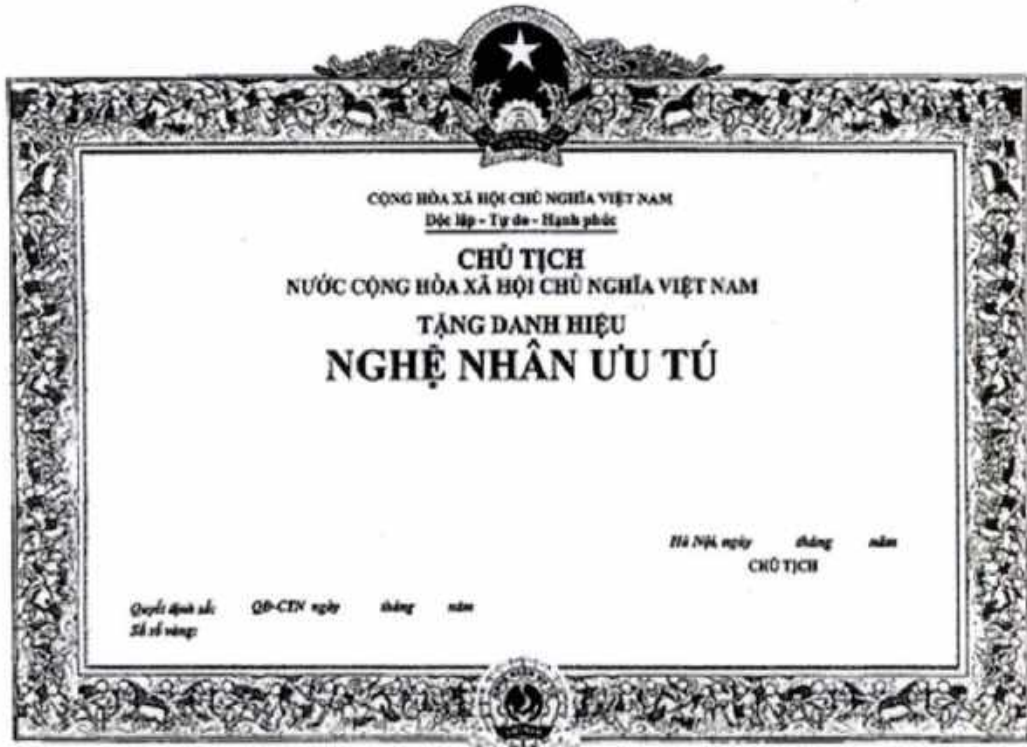 CỘNG HÒA XÃ HỘI CHỦ NGHĨA VIỆT NAM
Độc lập - Tự do - Hạnh phúc
CHỦ TỊCH
NƯỚC CỘNG HÒA XÃ HỘI CHỦ NGHĨA VIỆT NAM
TẶNG DANH HIỆU
NGHỆ NHÂN ƯU TÚ
Hà Nội, ngày tháng năm
CHỦ TỊCH
Quyết định số: QĐ-CTN ngày tháng năm
Số sổ vàng: